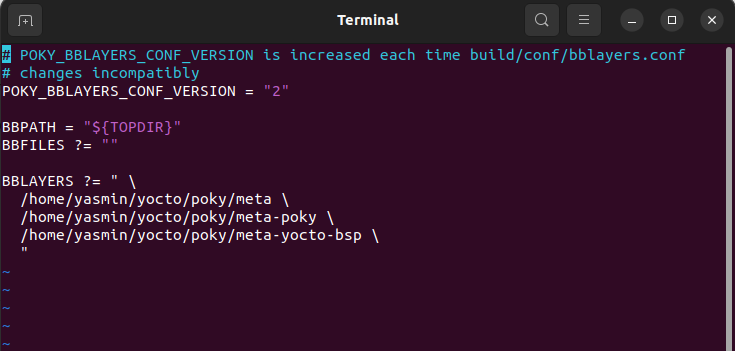 Terminal
# POKY_BBLAYERS_CONF_VERSION is increased each time build/conf/bblayers.conf
# changes incompatibly
POKY_BBLAYERS_CONF_VERSION = "2"
BBPATH = "${TOPDIR}"
BBFILES ?= ""
BBLAYERS ?= " \
  /home/yasmin/yocto/poky/meta \
  /home/yasmin/yocto/poky/meta-poky \
  /home/yasmin/yocto/poky/meta-yocto-bsp \
  "
~
~
~
~
~